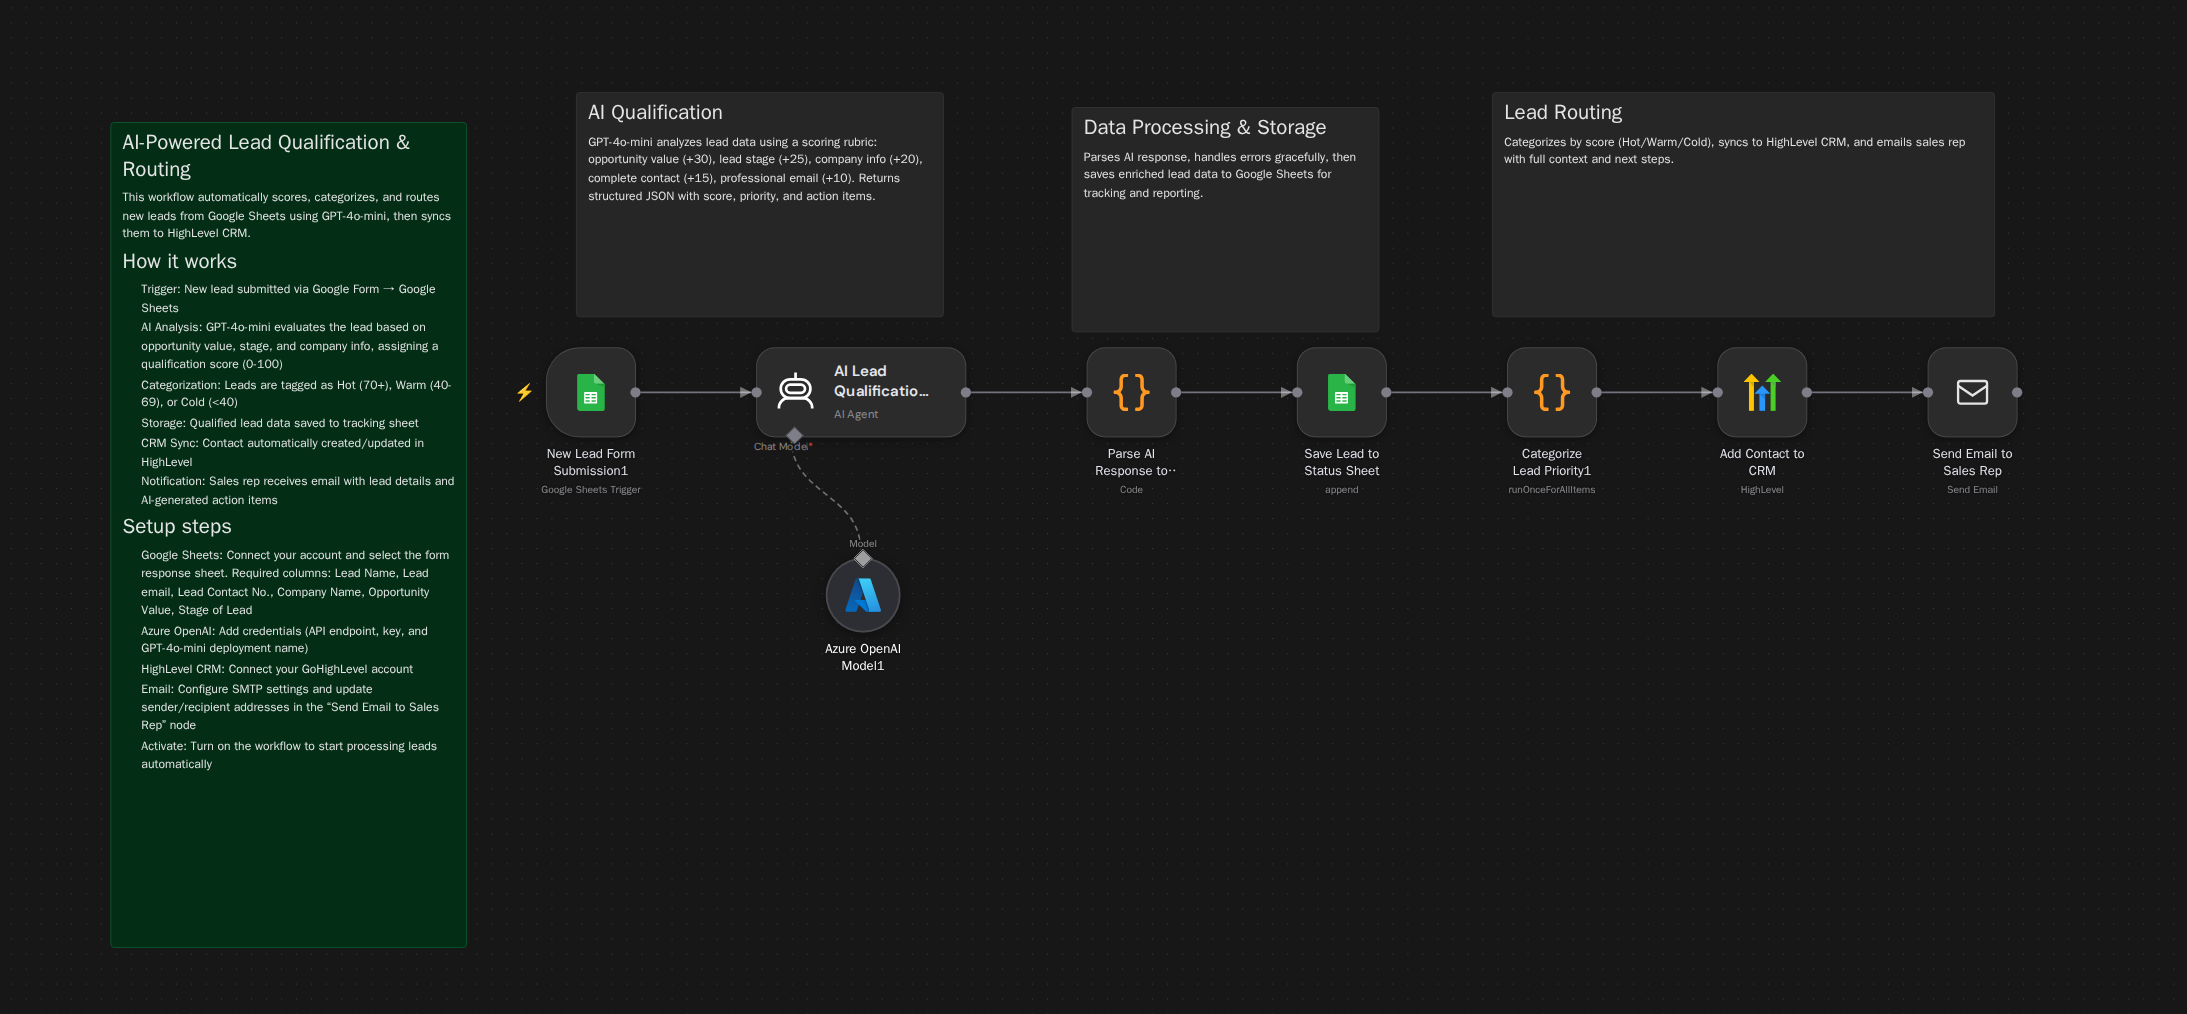 AI-Powered Lead Qualification &
Routing
This workflow automatically scores, categorizes, and routes
new leads from Google Sheets using GPT-4o-mini, then syncs
them to HighLevel CRM.
How it works
Trigger: New lead submitted via Google Form → Google
Sheets
AI Analysis: GPT-4o-mini evaluates the lead based on
opportunity value, stage, and company info, assigning a
qualification score (0-100)
Categorization: Leads are tagged as Hot (70+), Warm (40-
69), or Cold (<40)
Storage: Qualified lead data saved to tracking sheet
CRM Sync: Contact automatically created/updated in
HighLevel
Notification: Sales rep receives email with lead details and
AI-generated action items
Setup steps
Google Sheets: Connect your account and select the form
response sheet. Required columns: Lead Name, Lead
email, Lead Contact No., Company Name, Opportunity
Value, Stage of Lead
Azure OpenAI: Add credentials (API endpoint, key, and
GPT-4o-mini deployment name)
HighLevel CRM: Connect your GoHighLevel account
Email: Configure SMTP settings and update
sender/recipient addresses in the “Send Email to Sales
Rep” node
Activate: Turn on the workflow to start processing leads
automatically
AI Qualification
GPT-4o-mini analyzes lead data using a scoring rubric:
opportunity value (+30), lead stage (+25), company info (+20),
complete contact (+15), professional email (+10). Returns
structured JSON with score, priority, and action items.
Data Processing & Storage
Parses AI response, handles errors gracefully, then
saves enriched lead data to Google Sheets for
tracking and reporting.
Lead Routing
Categorizes by score (Hot/Warm/Cold), syncs to HighLevel CRM, and emails sales rep
with full context and next steps.
New Lead Form
Submission1
Google Sheets Trigger
AI Lead
Qualificatio...
AI Agent
Chat Model*
Model
Azure OpenAI
Model1
Parse AI
Response to··
Code
Save Lead to
Status Sheet
append
Categorize
Lead Priority1
runOnceForAllItems
Add Contact to
CRM
HighLevel
Send Email to
Sales Rep
Send Email